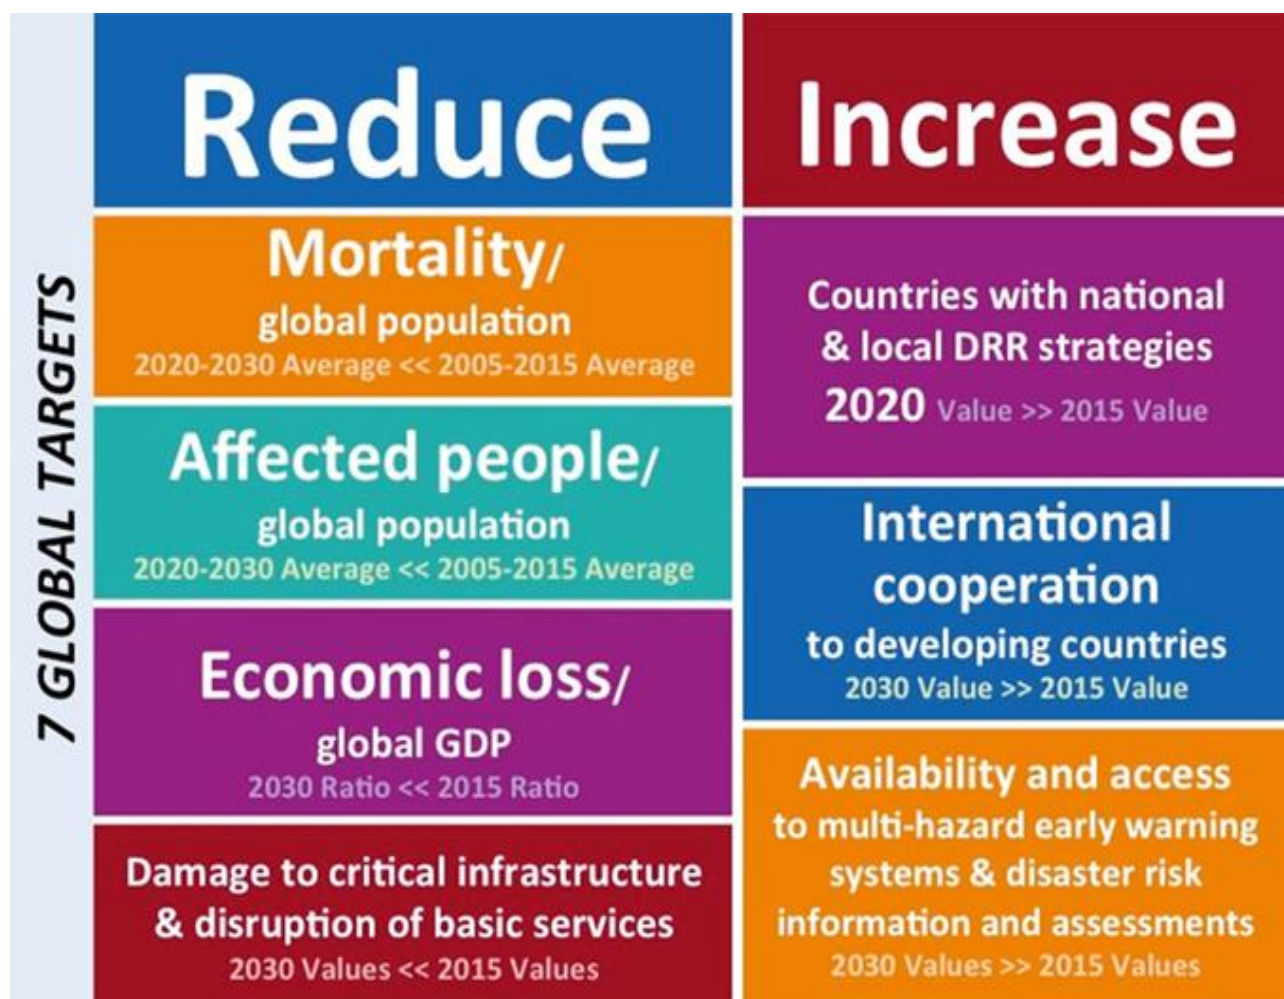 7 GLOBAL TARGETS
Reduce
Mortality/
global population
2020-2030 Average << 2005-2015 Average
Affected people/
global population
2020-2030 Average << 2005-2015 Average
Economic loss/
global GDP
2030 Ratio << 2015 Ratio
Damage to critical infrastructure
& disruption of basic services
2030 Values << 2015 Values
Increase
Countries with national
& local DRR strategies
2020 Value >> 2015 Value
International
cooperation
to developing countries
2030 Value >> 2015 Value
Availability and access
to multi-hazard early warning
systems & disaster risk
information and assessments
2030 Values >> 2015 Values